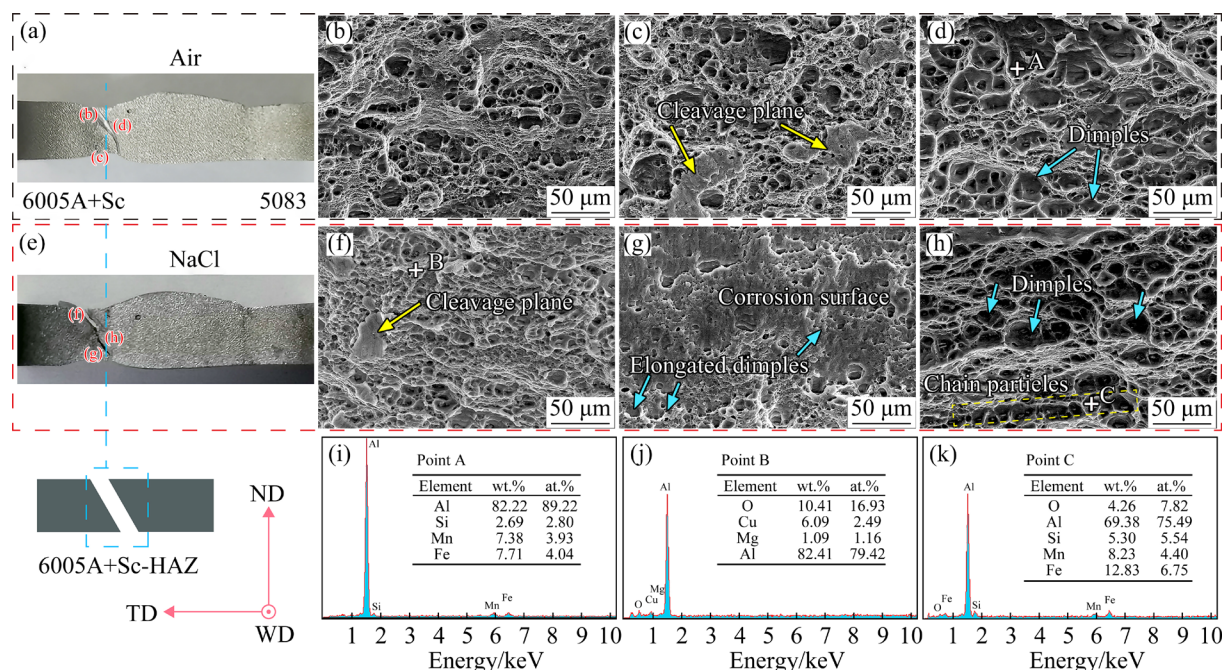 (a)
Air
(b)
(d)
(c)
6005A+Sc 5083
(b)
50 μm
(c)
Cleavage plane
50 μm
(d)
A
Dimples
50 μm
(e)
NaCl
(f)
(h)
(g)
(f)
B
Cleavage plane
50 μm
(g)
Corrosion surface
Elongated dimples
50 μm
(h)
Dimples
Chain partieles
C
50 μm
6005A+Sc-HAZ
ND
TD
WD
(i)
Al
Point A
Element wt.% at.%
Al 82.22 89.22
Si 2.69 2.80
Mn 7.38 3.93
Fe 7.71 4.04
Si
Mn
Fe
1 2 3 4 5 6 7 8 9 10
Energy/keV
(j)
Al
Point B
Element wt.% at.%
O 10.41 16.93
Cu 6.09 2.49
Mg 1.09 1.16
Al 82.41 79.42
Mg
O
Cu
0 1 2 3 4 5 6 7 8 9 10
Energy/keV
(k)
Al
Point C
Element wt.% at.%
O 4.26 7.82
Al 69.38 75.49
Si 5.30 5.54
Mn 8.23 4.40
Fe 12.83 6.75
Fe
O
Si
Mn
Fe
0 1 2 3 4 5 6 7 8 9 10
Energy/keV